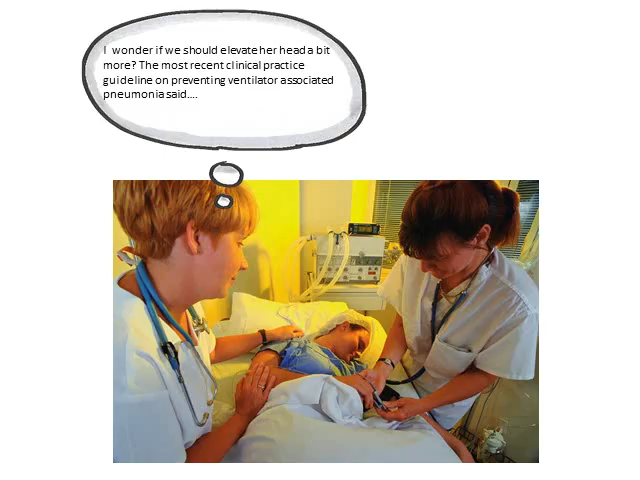 I wonder if we should elevate her head a bit
more? The most recent clinical practice
guideline on preventing ventilator associated
pneumonia said....